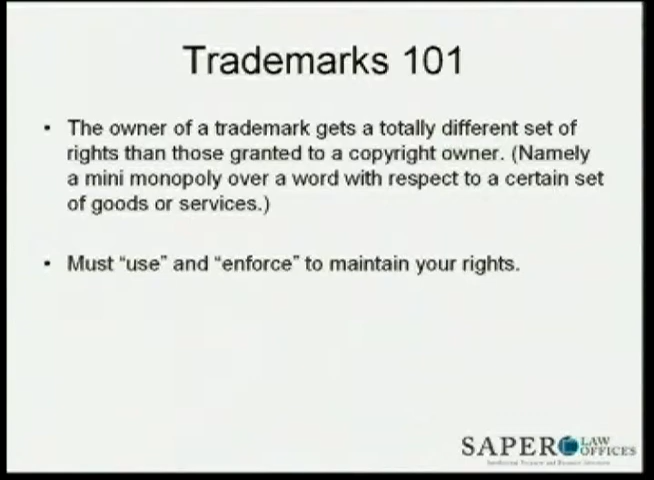 Trademarks 101
• The owner of a trademark gets a totally different set of
rights than those granted to a copyright owner. (Namely
a mini monopoly over a word with respect to a certain set
of goods or services.)
• Must “use” and “enforce” to maintain your rights.
SAPER LAW
OFFICES